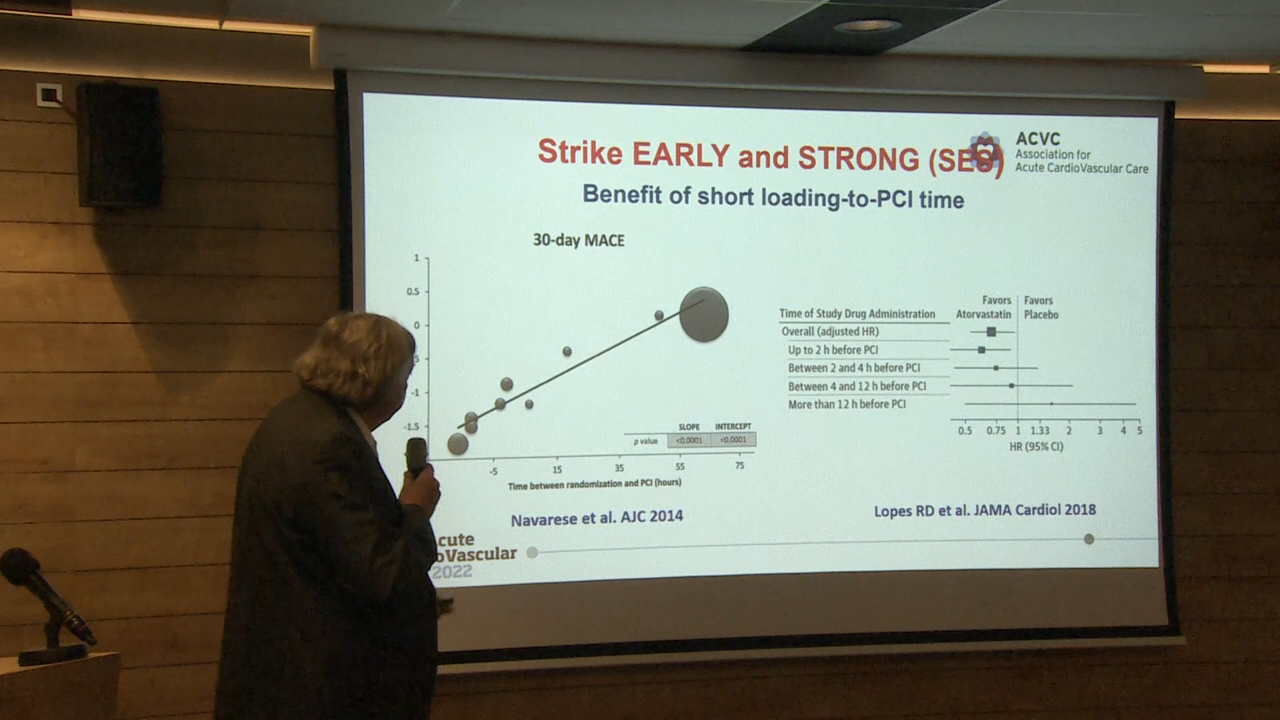 Strike EARLY and STRONG (SES)
ACVC
Association for
Acute CardioVascular Care
Benefit of short loading-to-PCI time
30-day MACE
1
0.5
0
-1
-1.5
SLOPE INTERCEPT
p value <0.0001 <0.0001
-5 15 35 55 75
Time between randomization and PCI (hours)
Navarese et al. AJC 2014
Favors Favors
Time of Study Drug Administration Atorvastatin Placebo
Overall (adjusted HR)
Up to 2 h before PCI
Between 2 and 4 h before PCI
Between 4 and 12 h before PCI
More than 12 h before PCI
0.5 0.75 1 1.33 2 3 4 5
HR (95% CI)
Lopes RD et al. JAMA Cardiol 2018
cute
oVascular
2022